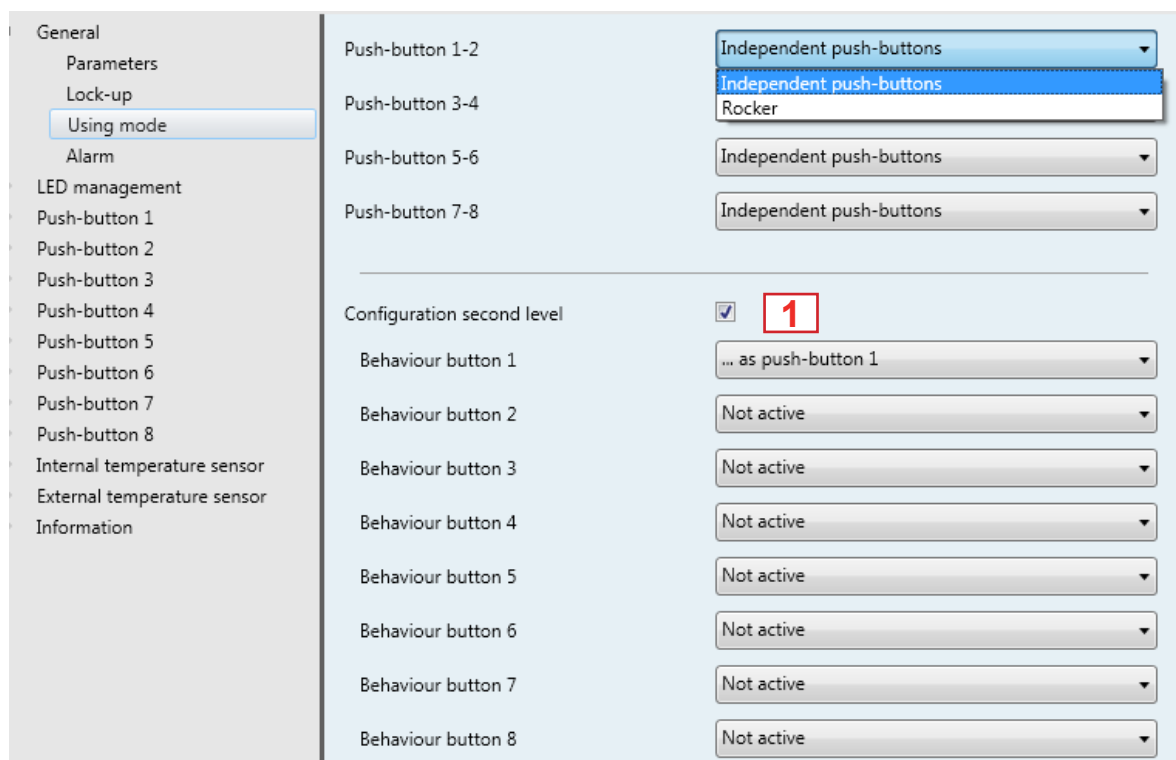 General
Parameters
Lock-up
Using mode
Alarm
LED management
Push-button 1
Push-button 2
Push-button 3
Push-button 4
Push-button 5
Push-button 6
Push-button 7
Push-button 8
Internal temperature sensor
External temperature sensor
Information
Push-button 1-2 Independent push-buttons
Independent push-buttons
Push-button 3-4 Rocker
Push-button 5-6 Independent push-buttons
Push-button 7-8 Independent push-buttons
Configuration second level 1
Behaviour button 1 ... as push-button 1
Behaviour button 2 Not active
Behaviour button 3 Not active
Behaviour button 4 Not active
Behaviour button 5 Not active
Behaviour button 6 Not active
Behaviour button 7 Not active
Behaviour button 8 Not active